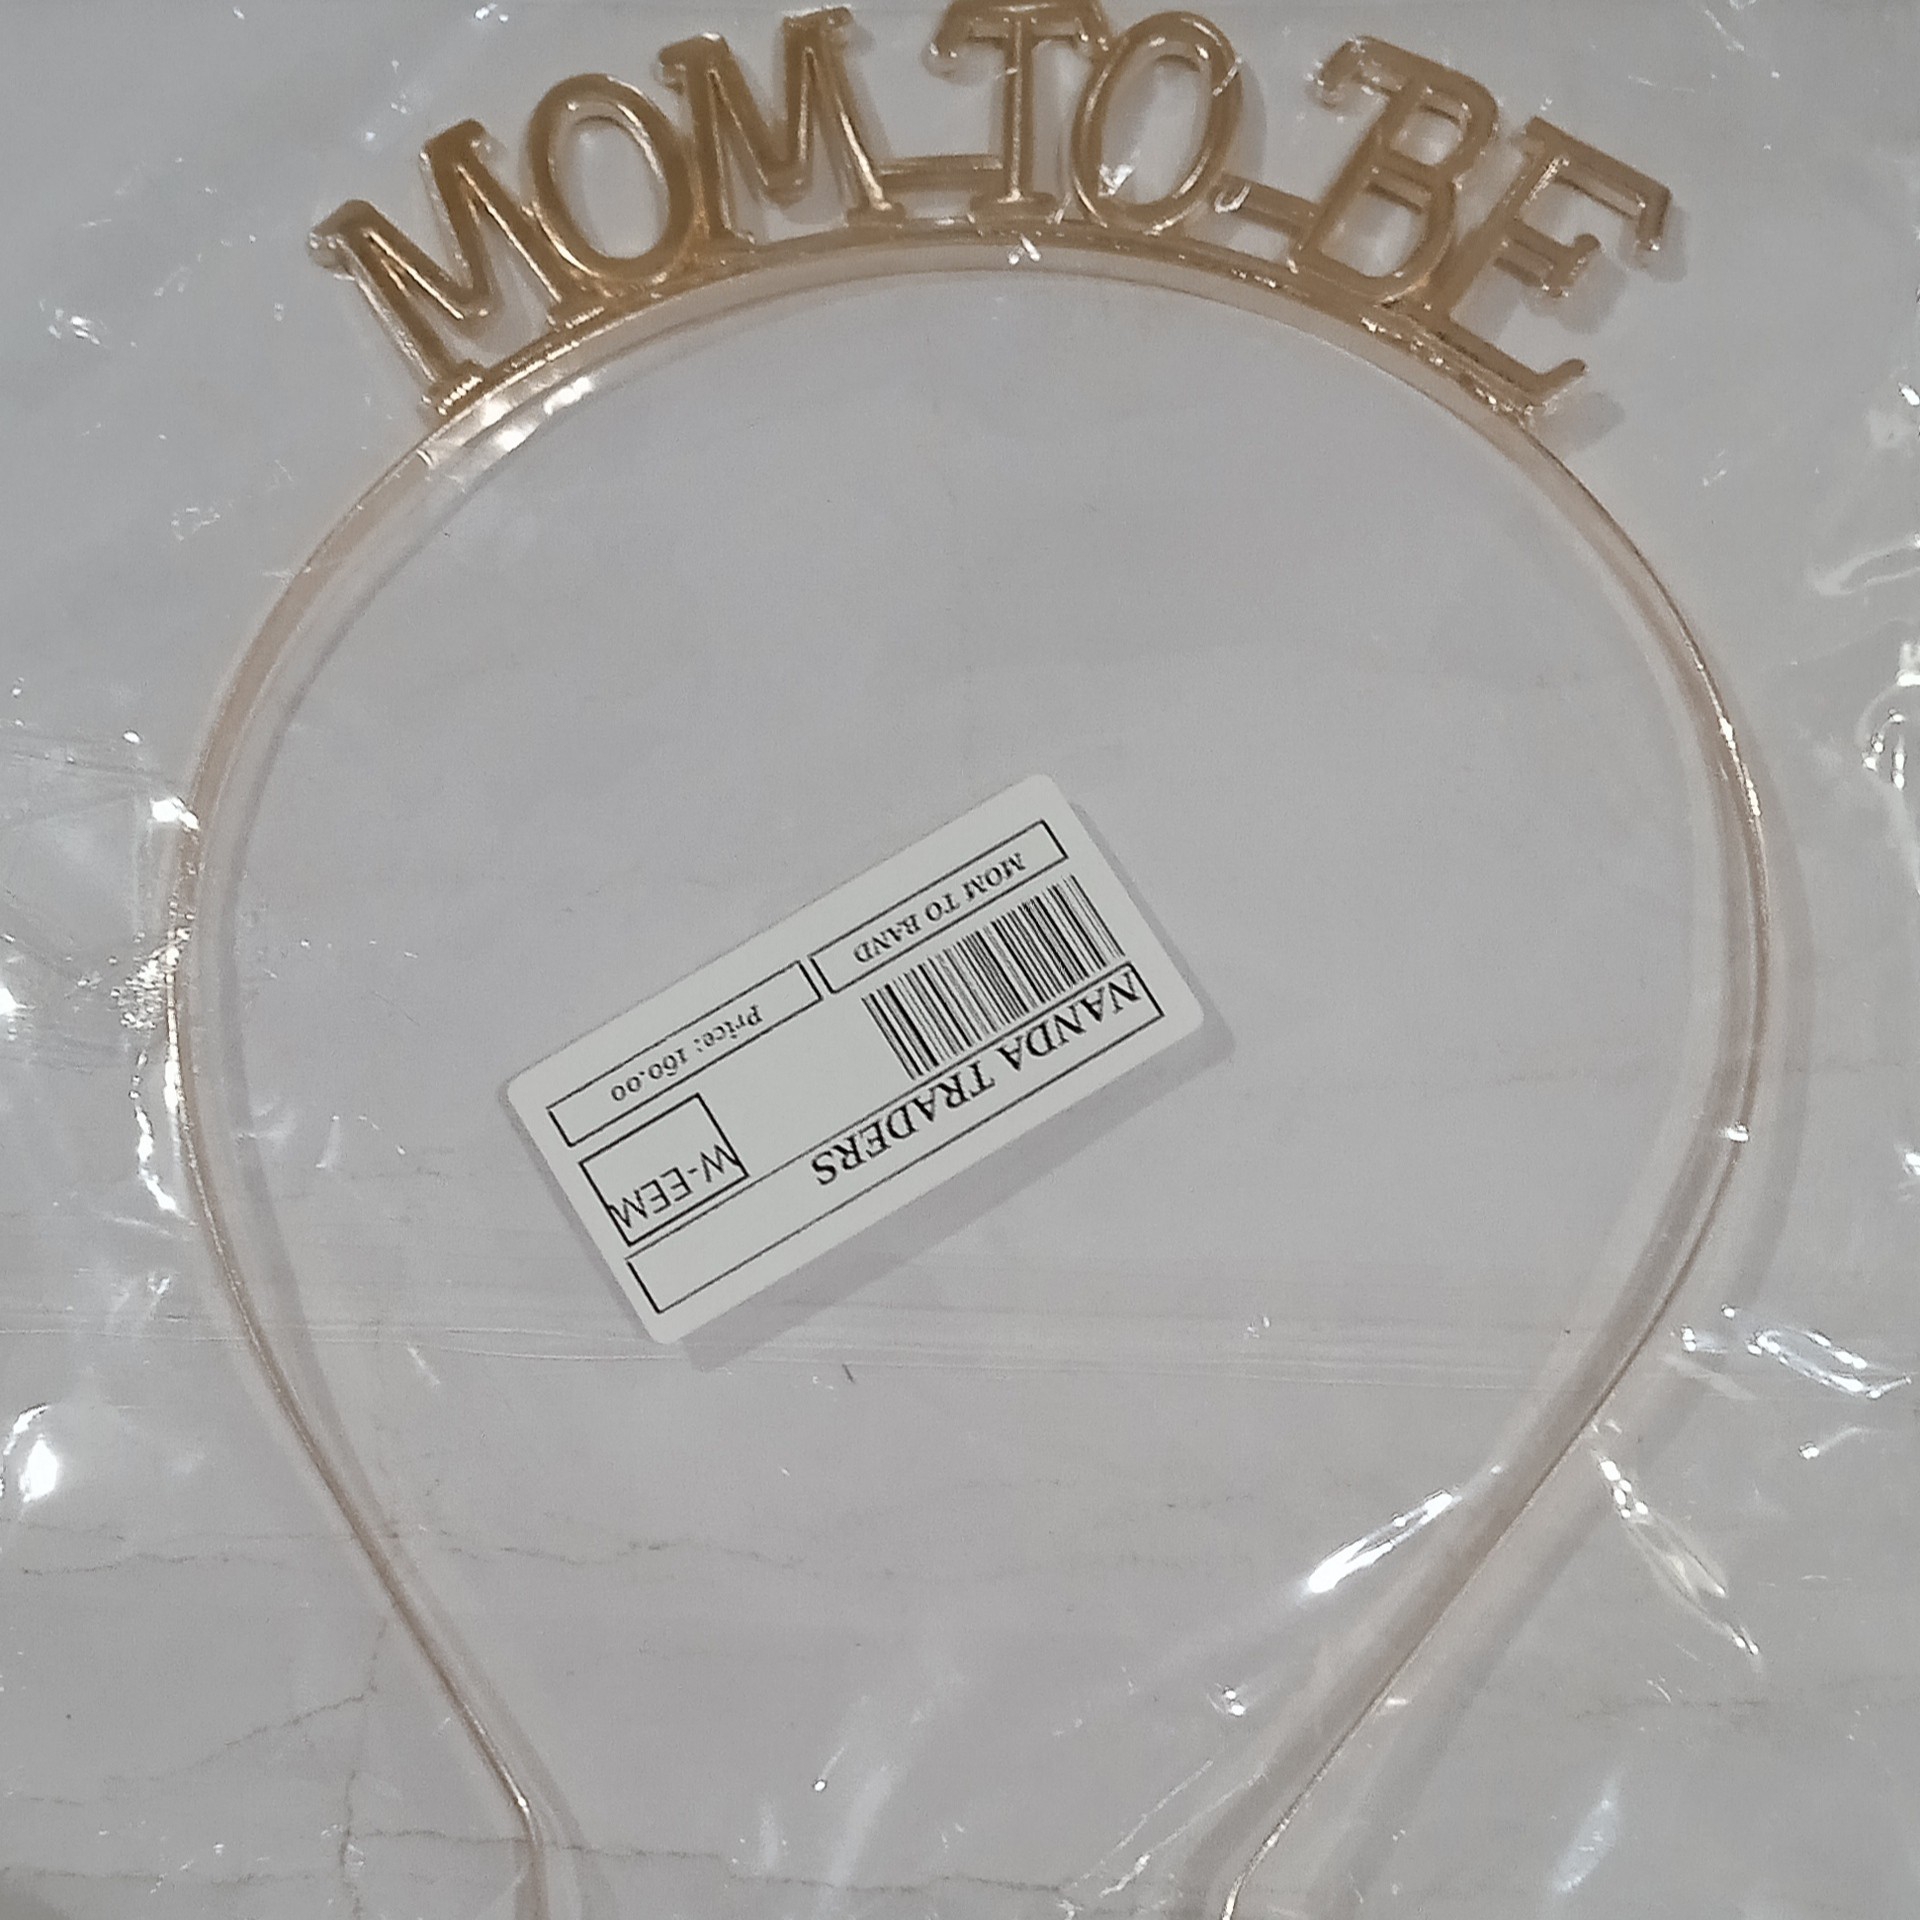 MOM TO BE
NANDA TRADERS
MOM TO BAND
Price: 160.00
W-EEM